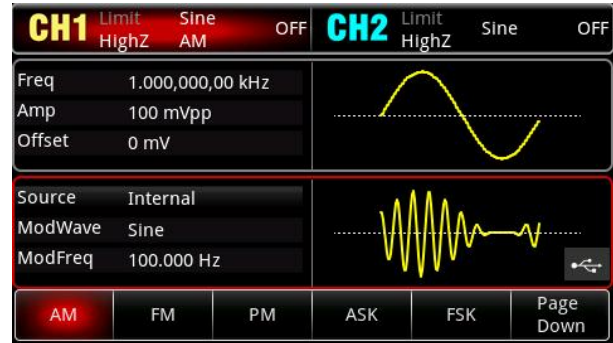 CH1 Limit Sine OFF CH2 Limit Sine OFF
HighZ AM HighZ
Freq 1.000,000,00 kHz
Amp 100 mVpp
Offset 0 mV
Source Internal
ModWave Sine
ModFreq 100.000 Hz
AM FM PM ASK FSK Page Down